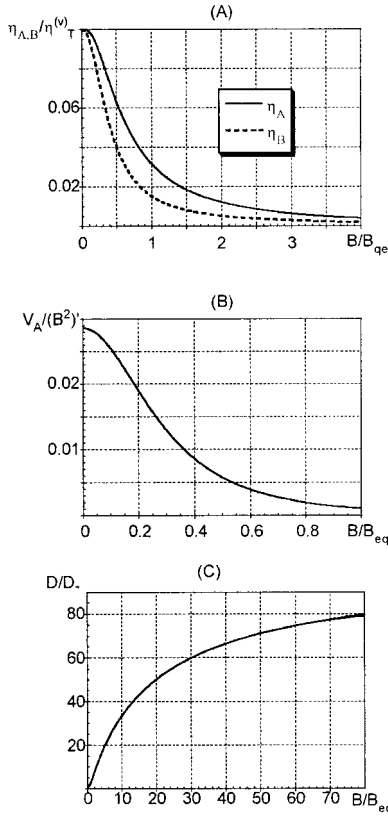 (A)
η_A,B/η^(v)_T
0.06
0.02
η_A
η_B
0 1 2 3
B/B_qe
(B)
V_A/(B²)'
0.02
0.01
0 0.2 0.4 0.6 0.8
B/B_eq
(C)
D/D_*
80
60
40
20
0 10 20 30 40 50 60 70
B/B_eq